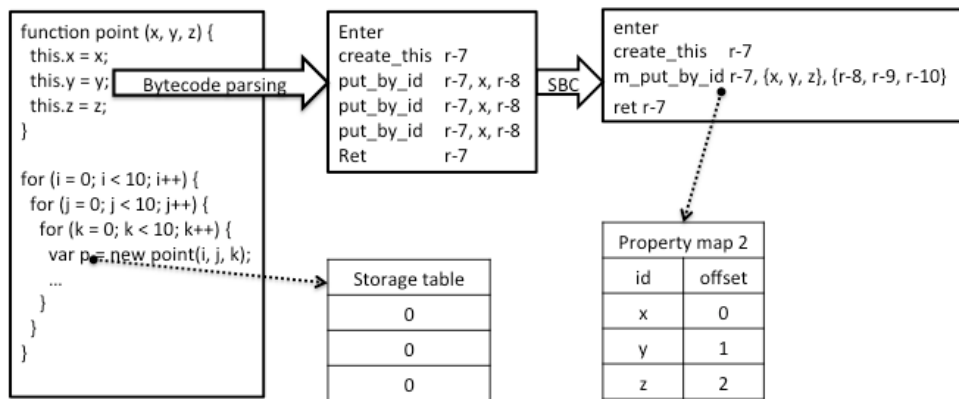 function point (x, y, z) {
this.x = x;
this.y = y;
this.z = z;
}
for (i = 0; i < 10; i++) {
for (j = 0; j < 10; j++) {
for (k = 0; k < 10; k++) {
var p = new point(i, j, k);
...
}
}
}
Bytecode parsing
Enter
create_this r-7
put_by_id r-7, x, r-8
put_by_id r-7, x, r-8
put_by_id r-7, x, r-8
Ret r-7
SBC
enter
create_this r-7
m_put_by_id r-7, {x, y, z}, {r-8, r-9, r-10}
ret r-7
Storage table
0
0
0
Property map 2
id offset
x 0
y 1
z 2